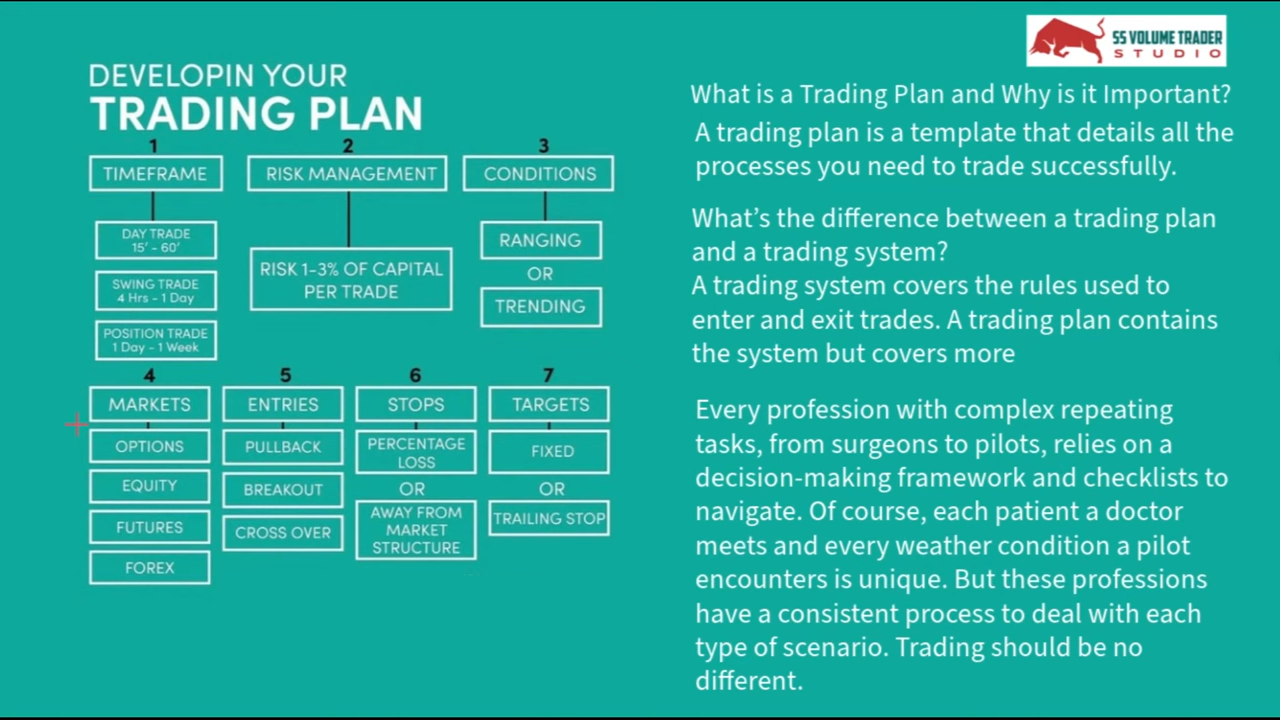 SS VOLUME TRADER
STUDIO
DEVELOPIN YOUR
TRADING PLAN
1
TIMEFRAME
DAY TRADE
15' - 60'
SWING TRADE
4 Hrs - 1 Day
POSITION TRADE
1 Day - 1 Week
2
RISK MANAGEMENT
RISK 1-3% OF CAPITAL
PER TRADE
3
CONDITIONS
RANGING
OR
TRENDING
4
MARKETS
OPTIONS
EQUITY
FUTURES
FOREX
5
ENTRIES
PULLBACK
BREAKOUT
CROSS OVER
6
STOPS
PERCENTAGE
LOSS
OR
AWAY FROM
MARKET
STRUCTURE
7
TARGETS
FIXED
OR
TRAILING STOP
What is a Trading Plan and Why is it Important?
A trading plan is a template that details all the
processes you need to trade successfully.
What’s the difference between a trading plan
and a trading system?
A trading system covers the rules used to
enter and exit trades. A trading plan contains
the system but covers more
Every profession with complex repeating
tasks, from surgeons to pilots, relies on a
decision-making framework and checklists to
navigate. Of course, each patient a doctor
meets and every weather condition a pilot
encounters is unique. But these professions
have a consistent process to deal with each
type of scenario. Trading should be no
different.